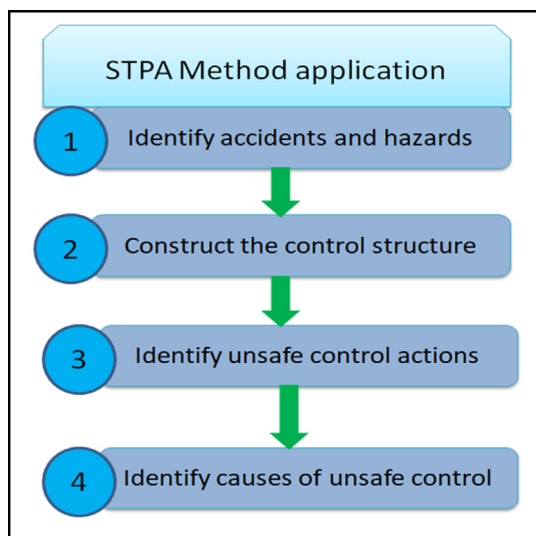 STPA Method application
1 Identify accidents and hazards
2 Construct the control structure
3 Identify unsafe control actions
4 Identify causes of unsafe control